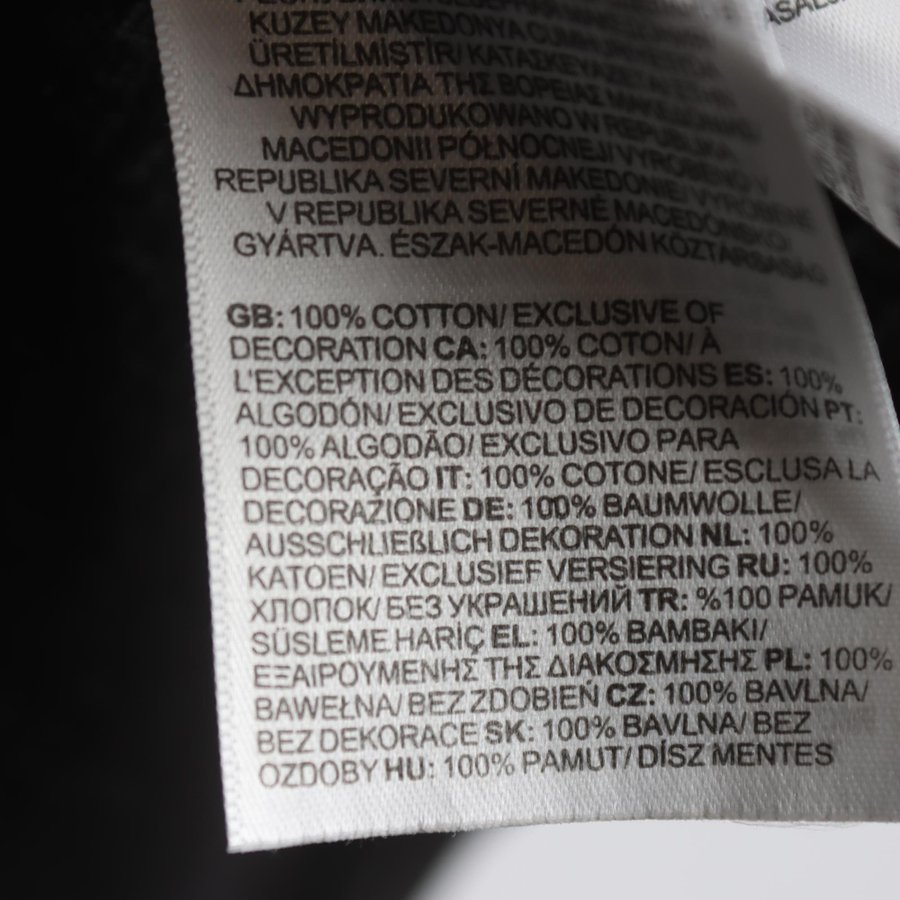 KUZEY MAKEDONYA CUMHURİYETİ'NDE
ÜRETİLMİŞTİR/ ΚΑΤΑΣΚΕΥΑΖΕΤΑΙ
ΔΗΜΟΚΡΑΤΙΑ ΤΗΣ ΒΟΡΕΙΑΣ ΜΑΚΕΔΟΝΙΑΣ/
WYPRODUKOWANO W REPUBLIKA
MACEDONII PÓŁNOCNEJ/ VYROBENO V
REPUBLIKA SEVERNÍ MAKEDONIE/ VYROBENÉ
V REPUBLIKA SEVERNÉ MACEDÓNSKO/
GYÁRTVA. ÉSZAK-MACEDÓN KÖZTÁRSASÁG
GB: 100% COTTON/ EXCLUSIVE OF
DECORATION CA: 100% COTON/ À
L'EXCEPTION DES DÉCORATIONS ES: 100%
ALGODÓN/ EXCLUSIVO DE DECORACIÓN PT:
100% ALGODÃO/ EXCLUSIVO PARA
DECORAÇÃO IT: 100% COTONE/ ESCLUSA LA
DECORAZIONE DE: 100% BAUMWOLLE/
AUSSCHLIEßLICH DEKORATION NL: 100%
KATOEN/ EXCLUSIEF VERSIERING RU: 100%
ХЛОПОК/ БЕЗ УКРАШЕНИЙ TR: %100 PAMUK/
SÜSLEME HARİÇ EL: 100% ΒΑΜΒΑΚΙ/
ΕΞΑΙΡΟΥΜΕΝΗΣ ΤΗΣ ΔΙΑΚΟΣΜΗΣΗΣ PL: 100%
BAWEŁNA/ BEZ ZDOBIEŃ CZ: 100% BAVLNA/
BEZ DEKORACE SK: 100% BAVLNA/ BEZ
OZDOBY HU: 100% PAMUT/ DÍSZ MENTES